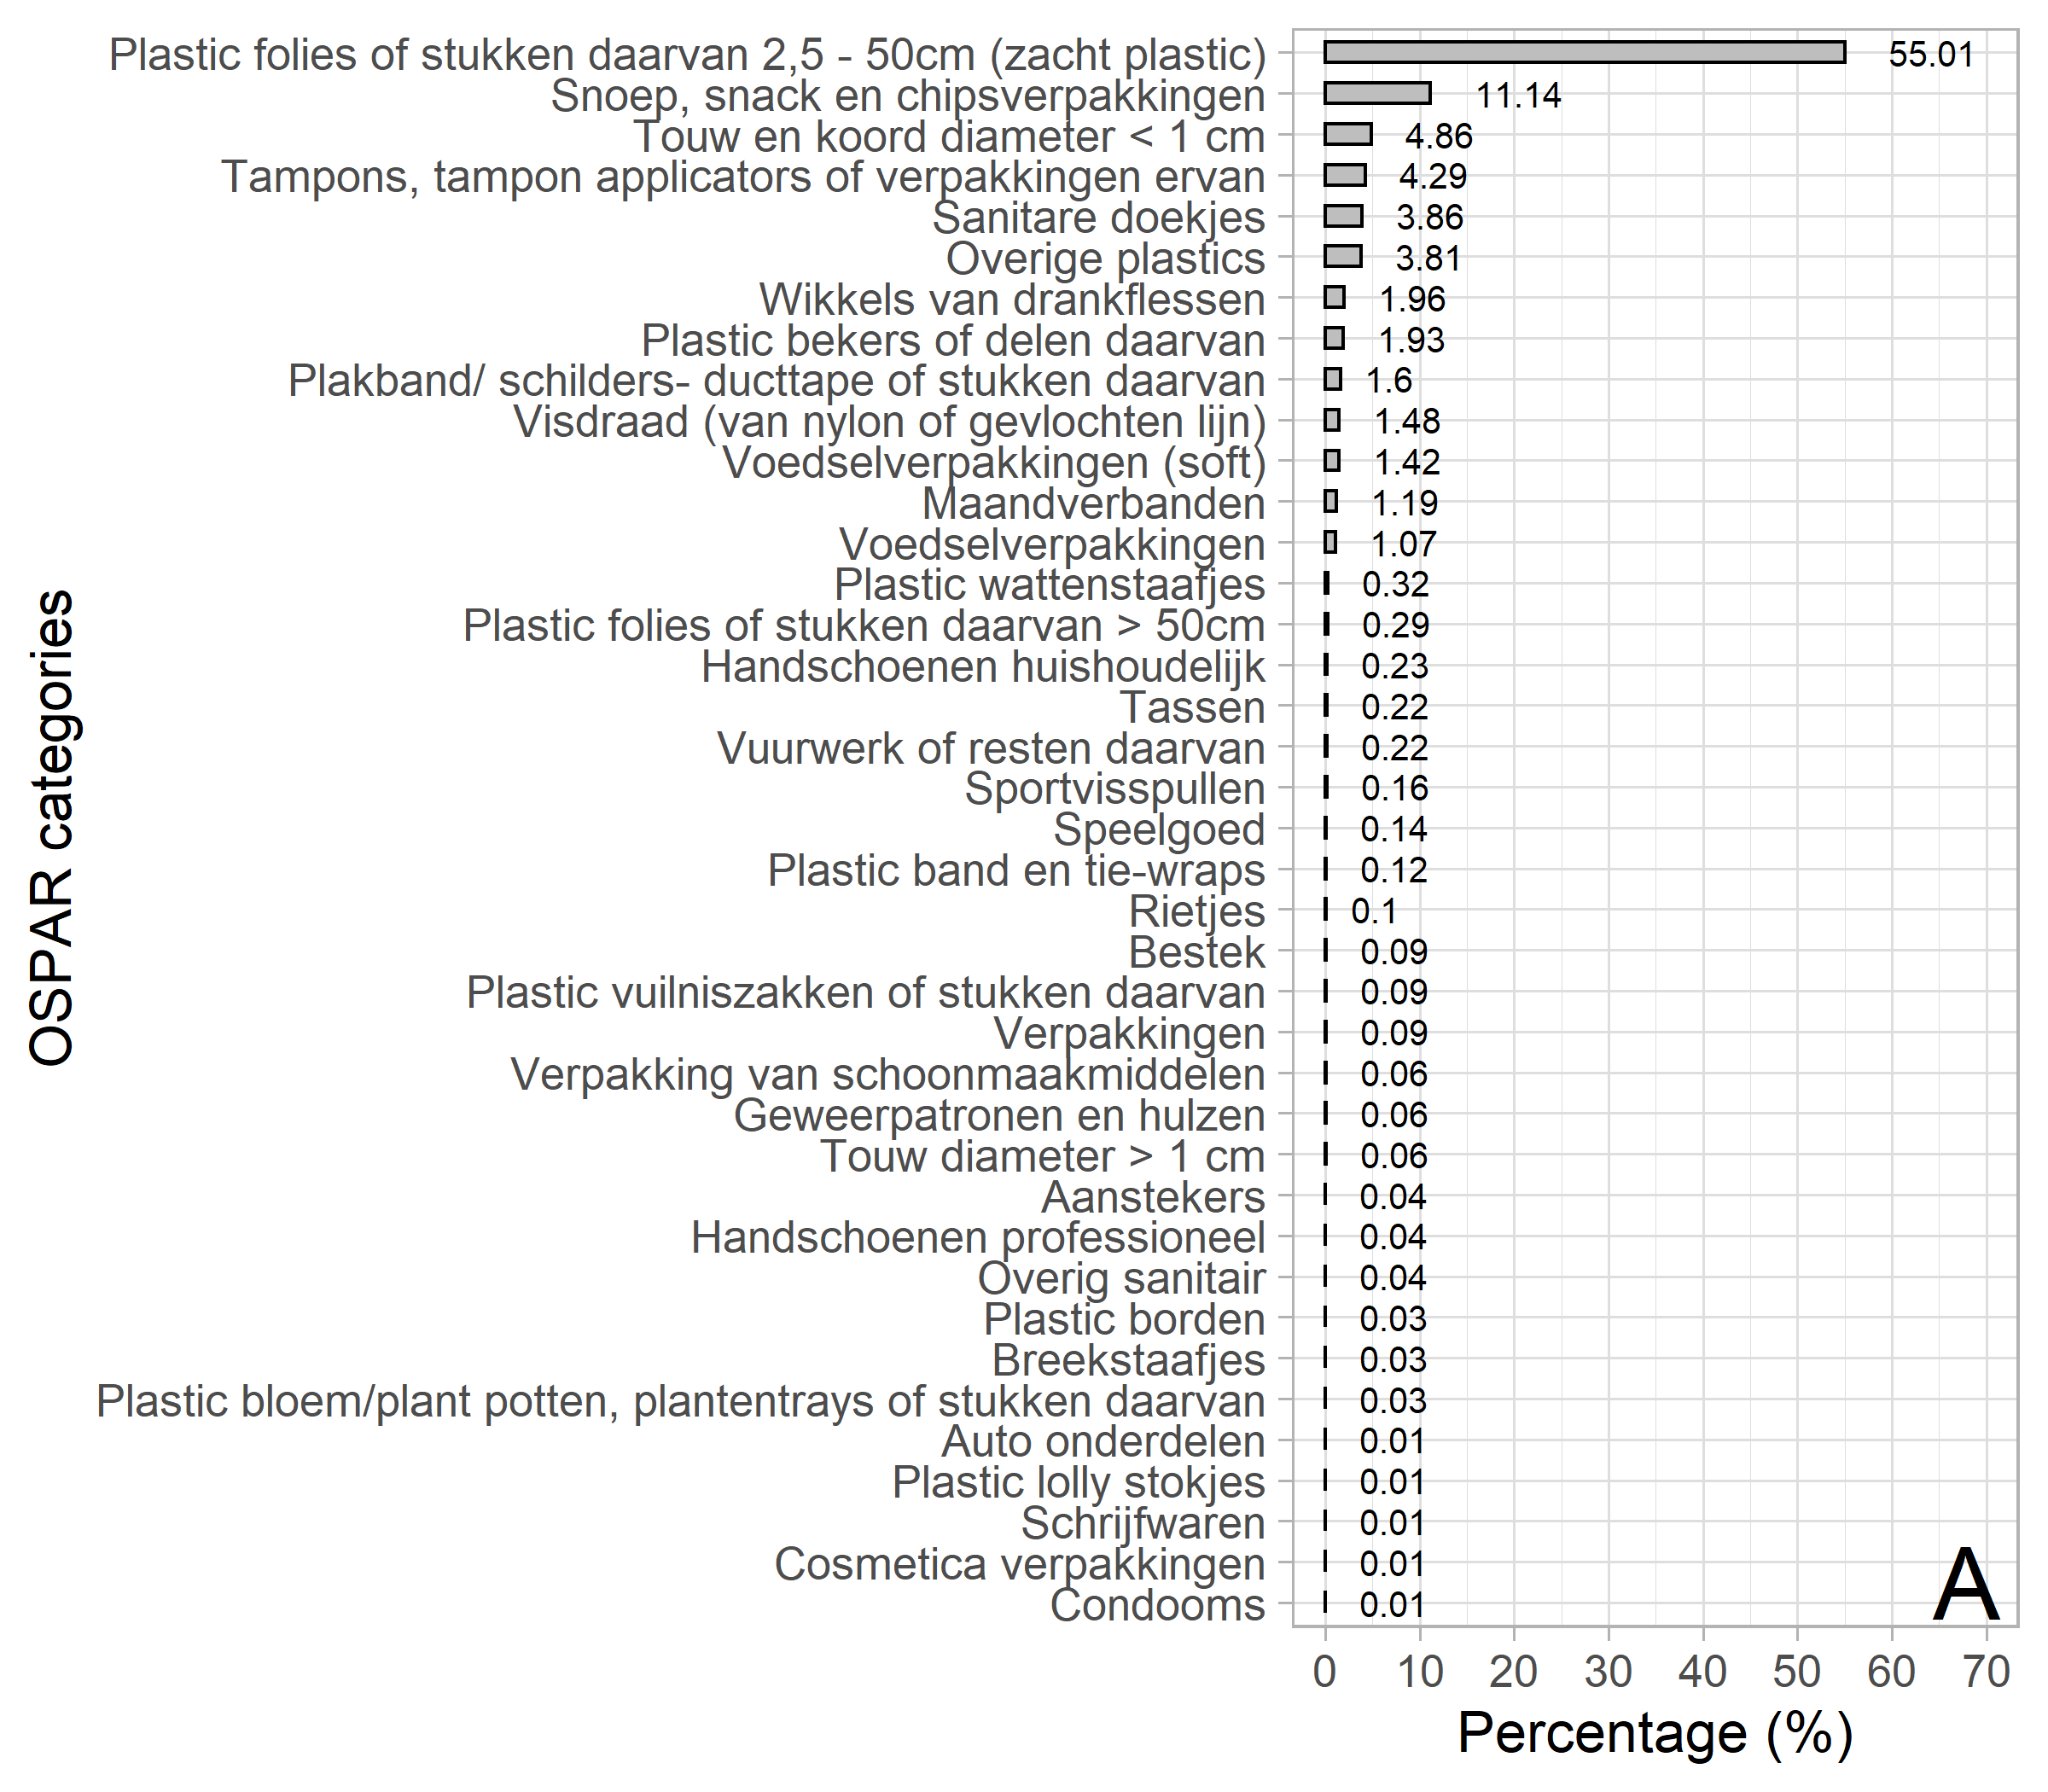 Plastic folies of stukken daarvan 2,5 - 50cm (zacht plastic) 55.01
Snoep, snack en chipsverpakkingen 11.14
Touw en koord diameter < 1 cm 4.86
Tampons, tampon applicators of verpakkingen ervan 4.29
Sanitare doekjes 3.86
Overige plastics 3.81
Wikkels van drankflessen 1.96
Plastic bekers of delen daarvan 1.93
Plakband/ schilders- ducttape of stukken daarvan 1.6
Visdraad (van nylon of gevlochten lijn) 1.48
Voedselverpakkingen (soft) 1.42
Maandverbanden 1.19
Voedselverpakkingen 1.07
Plastic wattenstaafjes 0.32
Plastic folies of stukken daarvan > 50cm 0.29
Handschoenen huishoudelijk 0.23
Tassen 0.22
Vuurwerk of resten daarvan 0.22
Sportvisspullen 0.16
Speelgoed 0.14
Plastic band en tie-wraps 0.12
Rietjes 0.1
Bestek 0.09
Plastic vuilniszakken of stukken daarvan 0.09
Verpakkingen 0.09
Verpakking van schoonmaakmiddelen 0.06
Geweerpatronen en hulzen 0.06
Touw diameter > 1 cm 0.06
Aanstekers 0.04
Handschoenen professioneel 0.04
Overig sanitair 0.04
Plastic borden 0.03
Breekstaafjes 0.03
Plastic bloem/plant potten, plantentrays of stukken daarvan 0.03
Auto onderdelen 0.01
Plastic lolly stokjes 0.01
Schrijfwaren 0.01
Cosmetica verpakkingen 0.01
Condooms 0.01
A
OSPAR categories
0 10 20 30 40 50 60 70
Percentage (%)